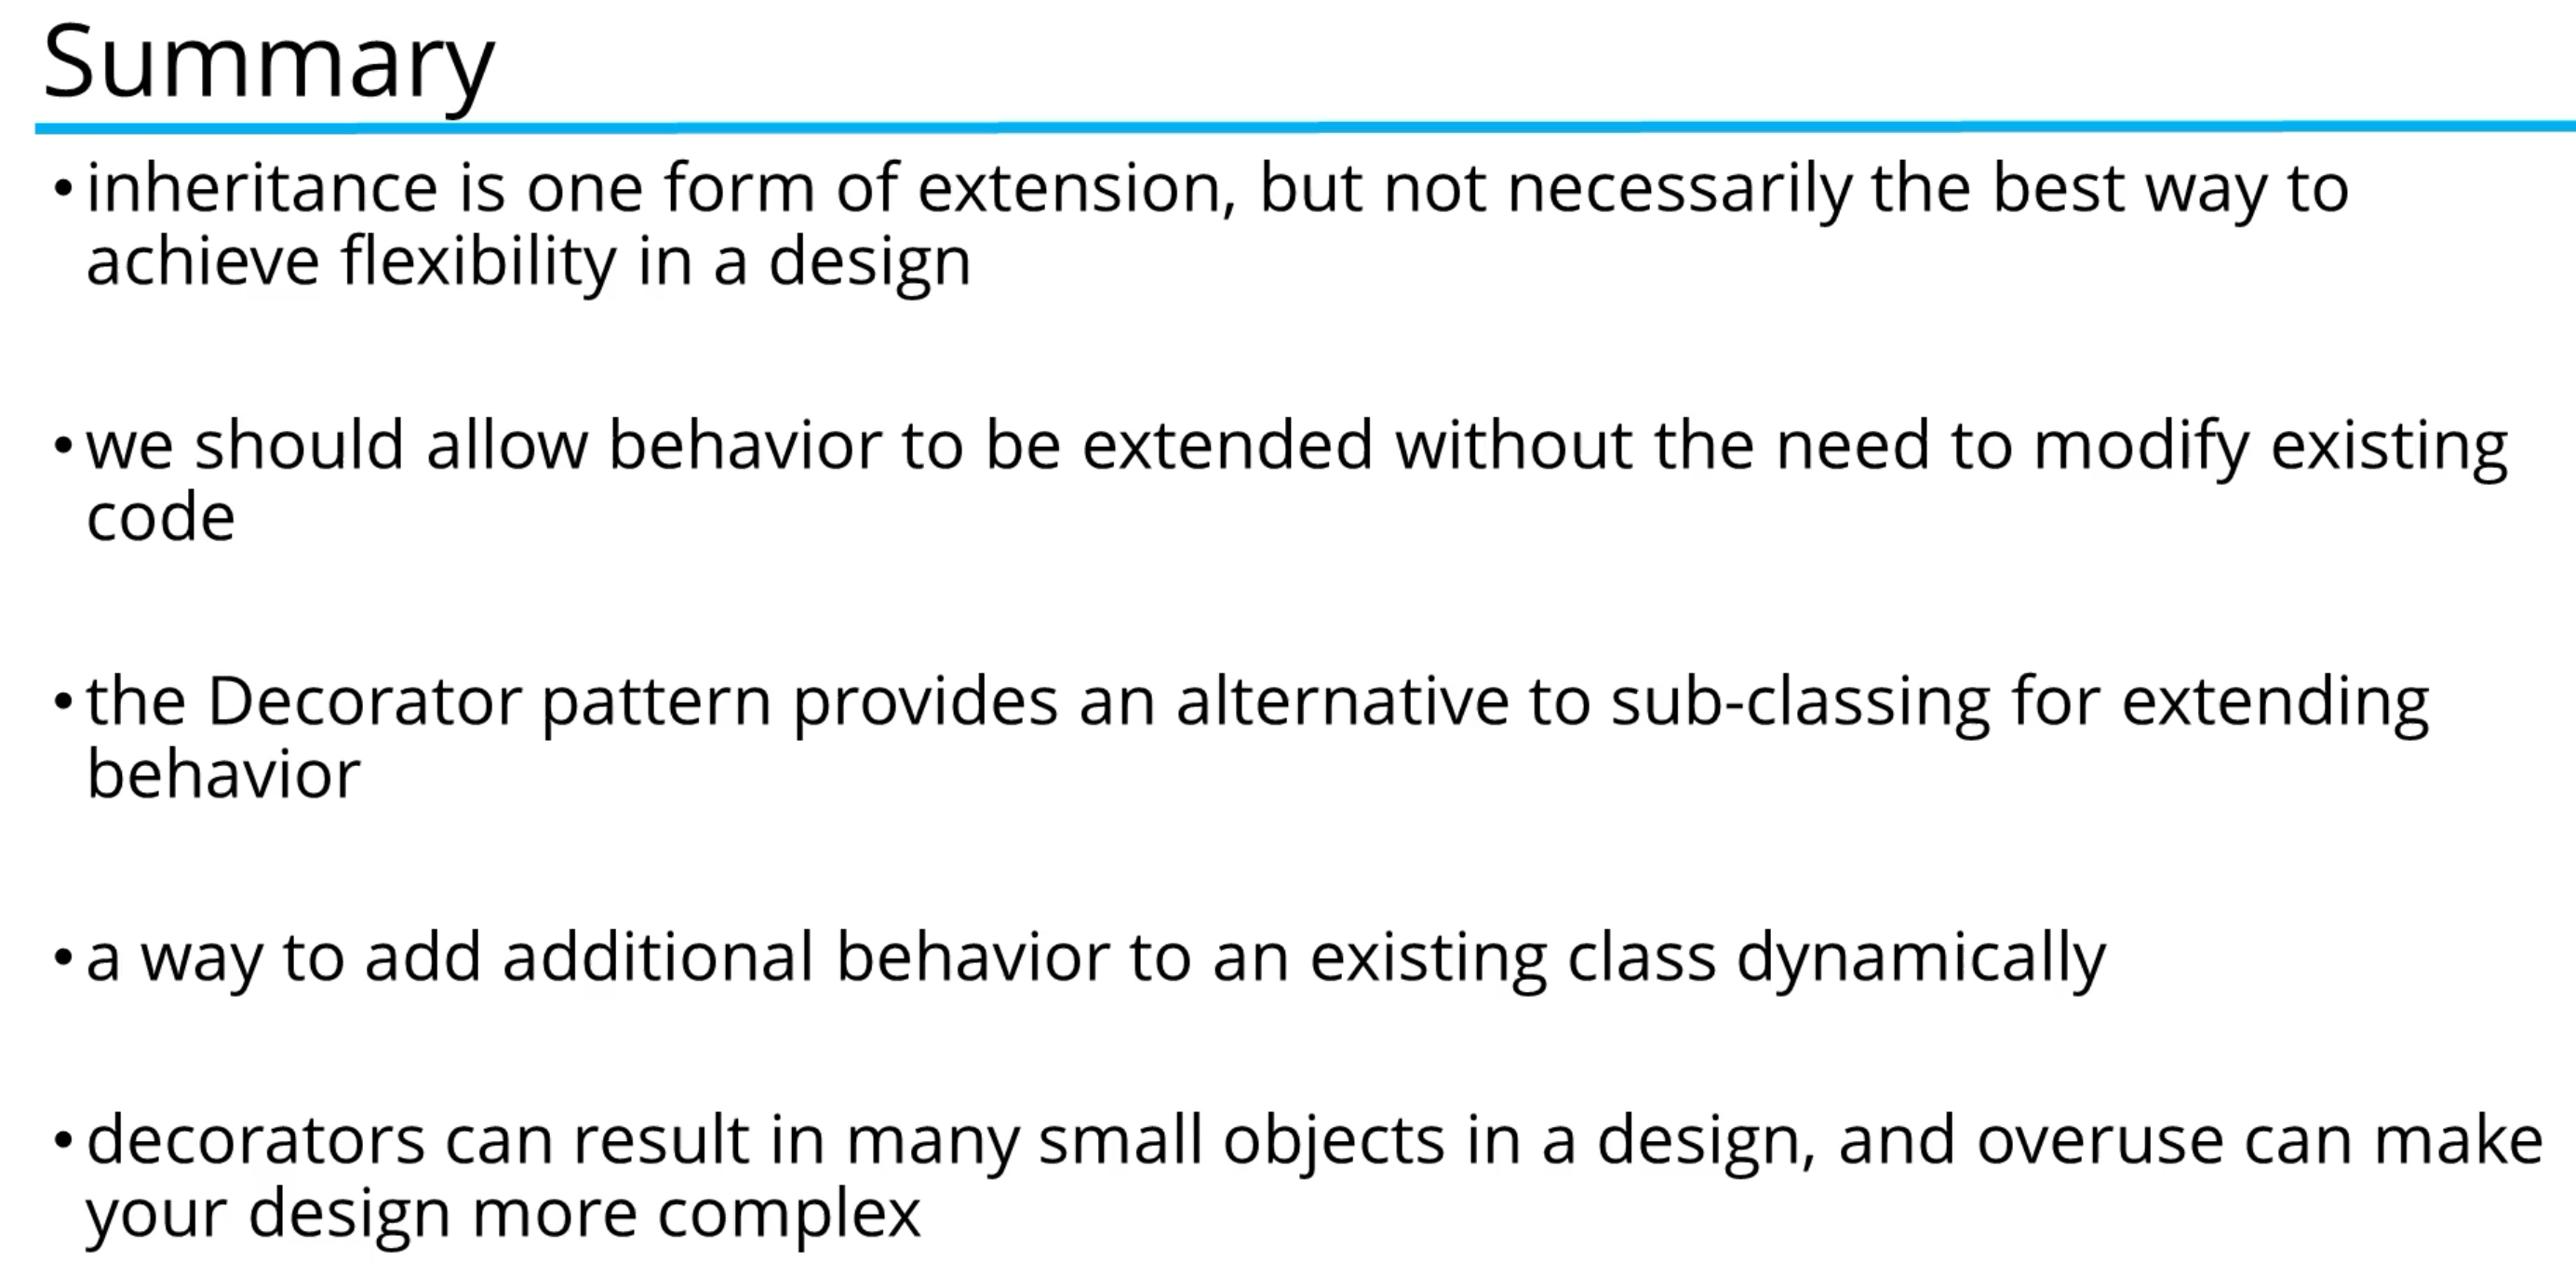 Summary
• inheritance is one form of extension, but not necessarily the best way to
achieve flexibility in a design
• we should allow behavior to be extended without the need to modify existing
code
• the Decorator pattern provides an alternative to sub-classing for extending
behavior
• a way to add additional behavior to an existing class dynamically
• decorators can result in many small objects in a design, and overuse can make
your design more complex